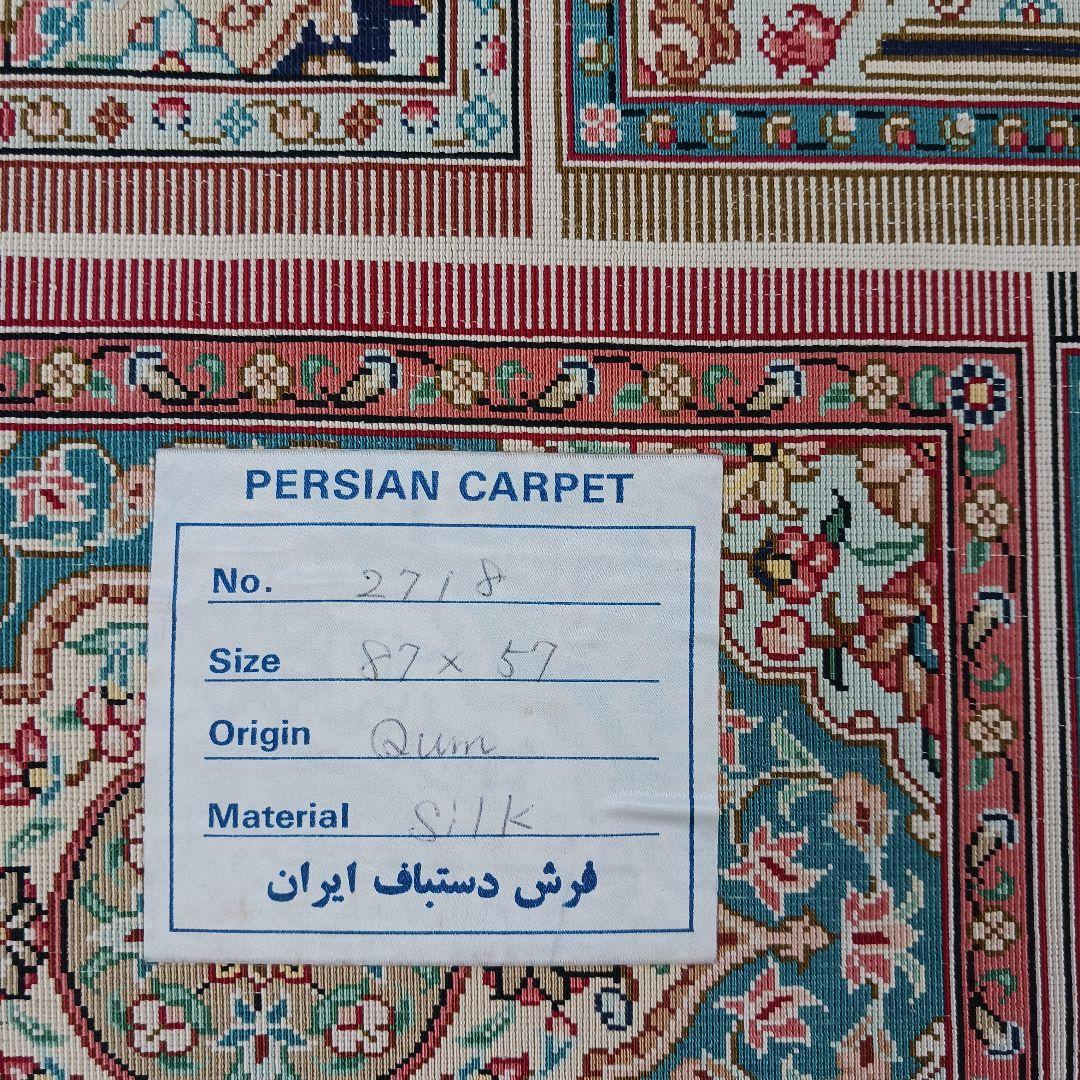 PERSIAN CARPET
No. 2718
Size 87 x 57
Origin Qum
Material Silk
فرش دستباف ایران